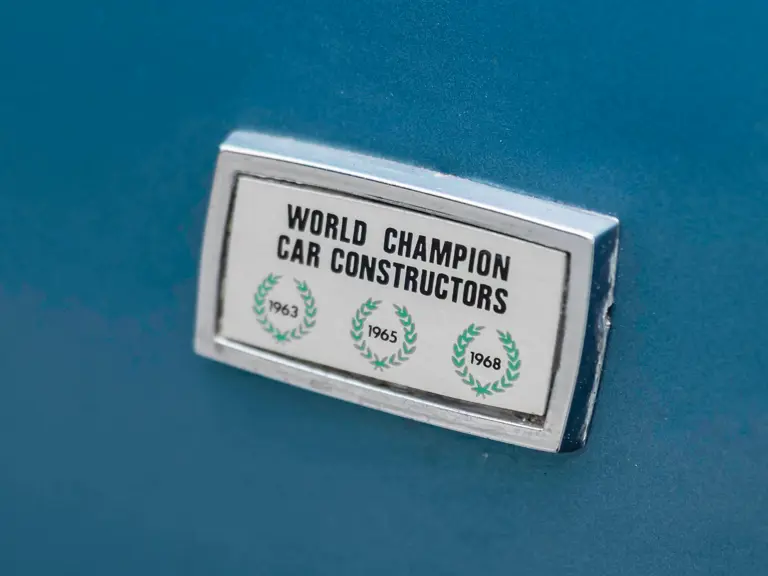 WORLD CHAMPION
CAR CONSTRUCTORS
1963 1965 1968